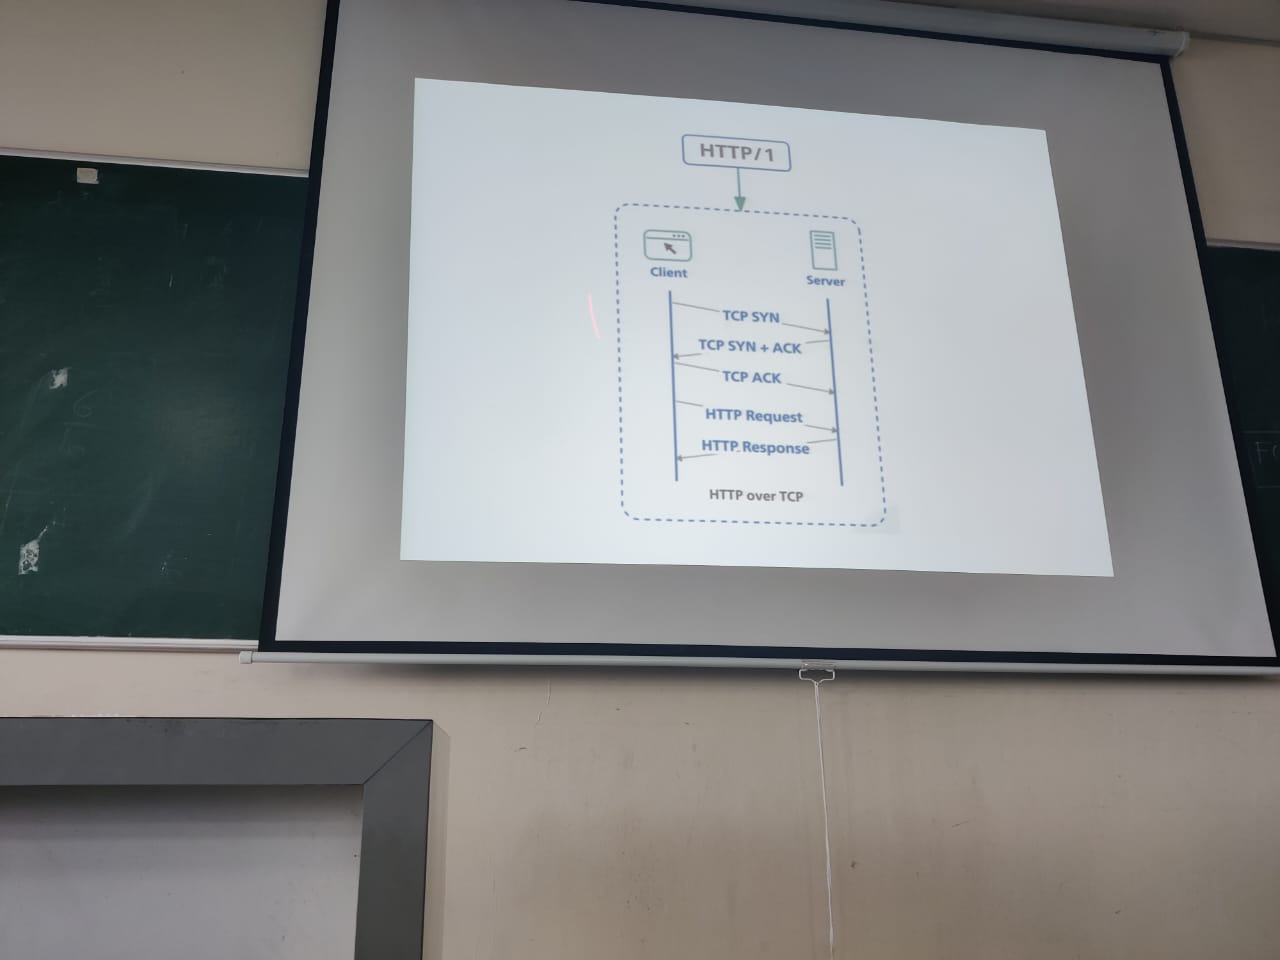 HTTP/1
Client
Server
TCP SYN
TCP SYN + ACK
TCP ACK
HTTP Request
HTTP Response
HTTP over TCP